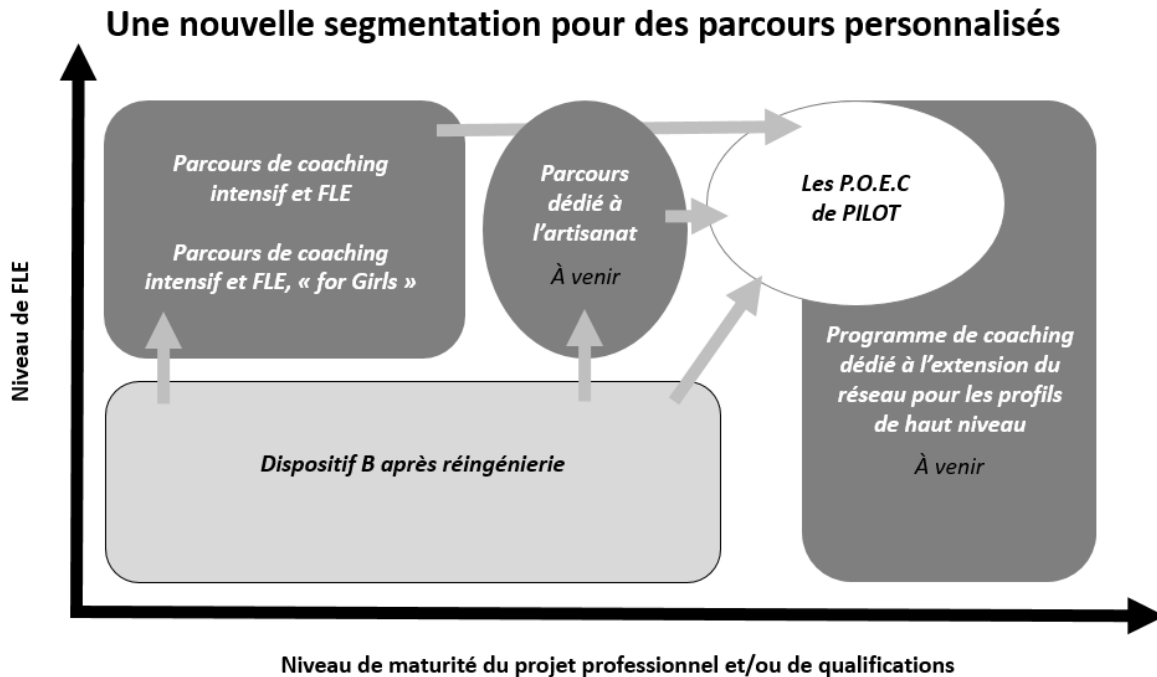 Une nouvelle segmentation pour des parcours personnalisés
Niveau de FLE
Parcours de coaching
intensif et FLE
Parcours de coaching
intensif et FLE, « for Girls »
Parcours
dédié à
l’artisanat
À venir
Les P.O.E.C
de PILOT
Programme de coaching
dédié à l’extension du
réseau pour les profils
de haut niveau
À venir
Dispositif B après réingénierie
Niveau de maturité du projet professionnel et/ou de qualifications